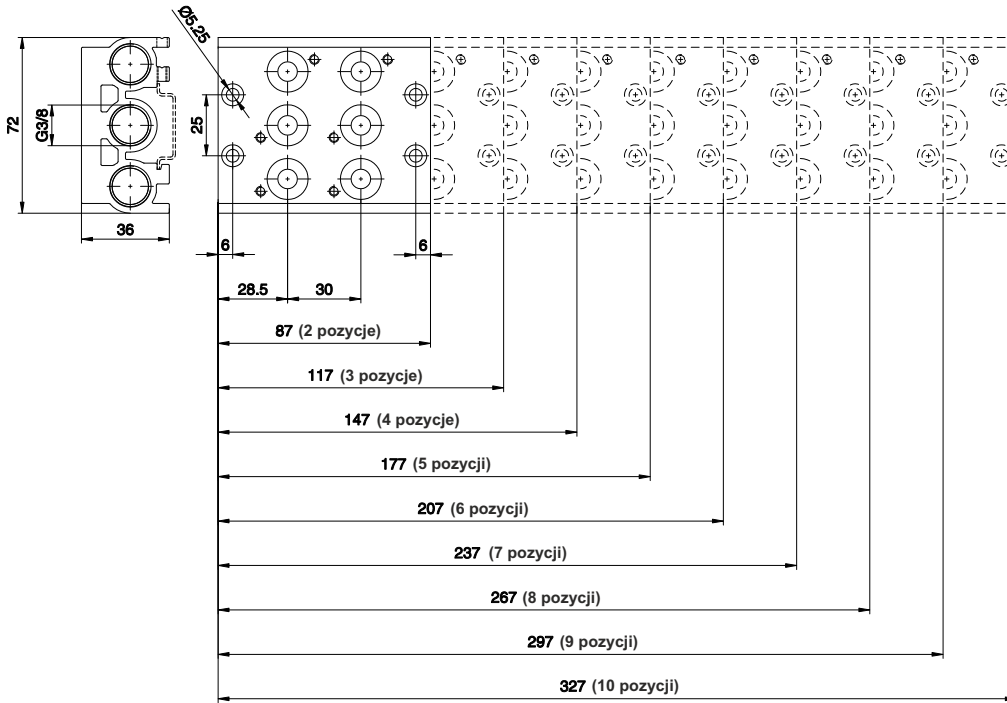 Ø5.25
72
G3/8
25
36
6
6
28.5
30
87 (2 pozycje)
117 (3 pozycje)
147 (4 pozycje)
177 (5 pozycji)
207 (6 pozycji)
237 (7 pozycji)
267 (8 pozycji)
297 (9 pozycji)
327 (10 pozycji)